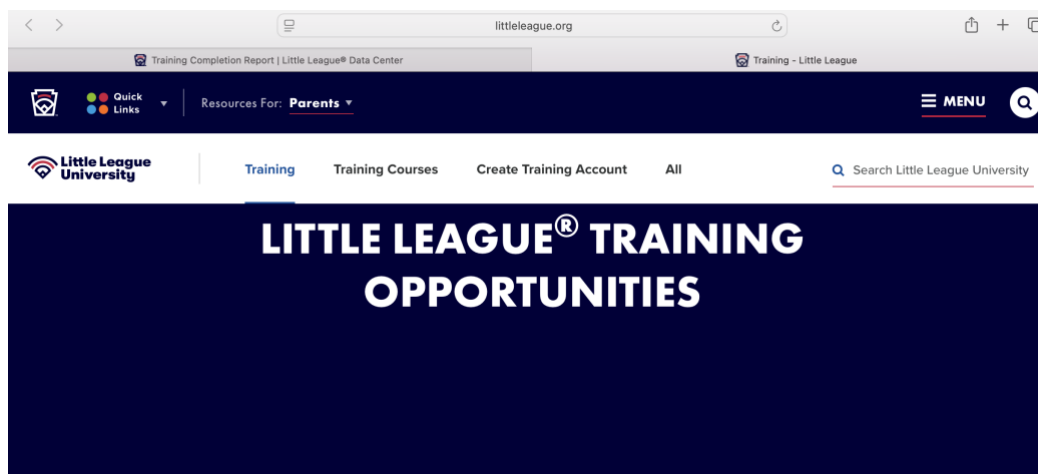 littleleague.org
Training Completion Report | Little League® Data Center
Training - Little League
Quick Links
Resources For: Parents
MENU
Little League University
Training
Training Courses
Create Training Account
All
Search Little League University
LITTLE LEAGUE® TRAINING
OPPORTUNITIES